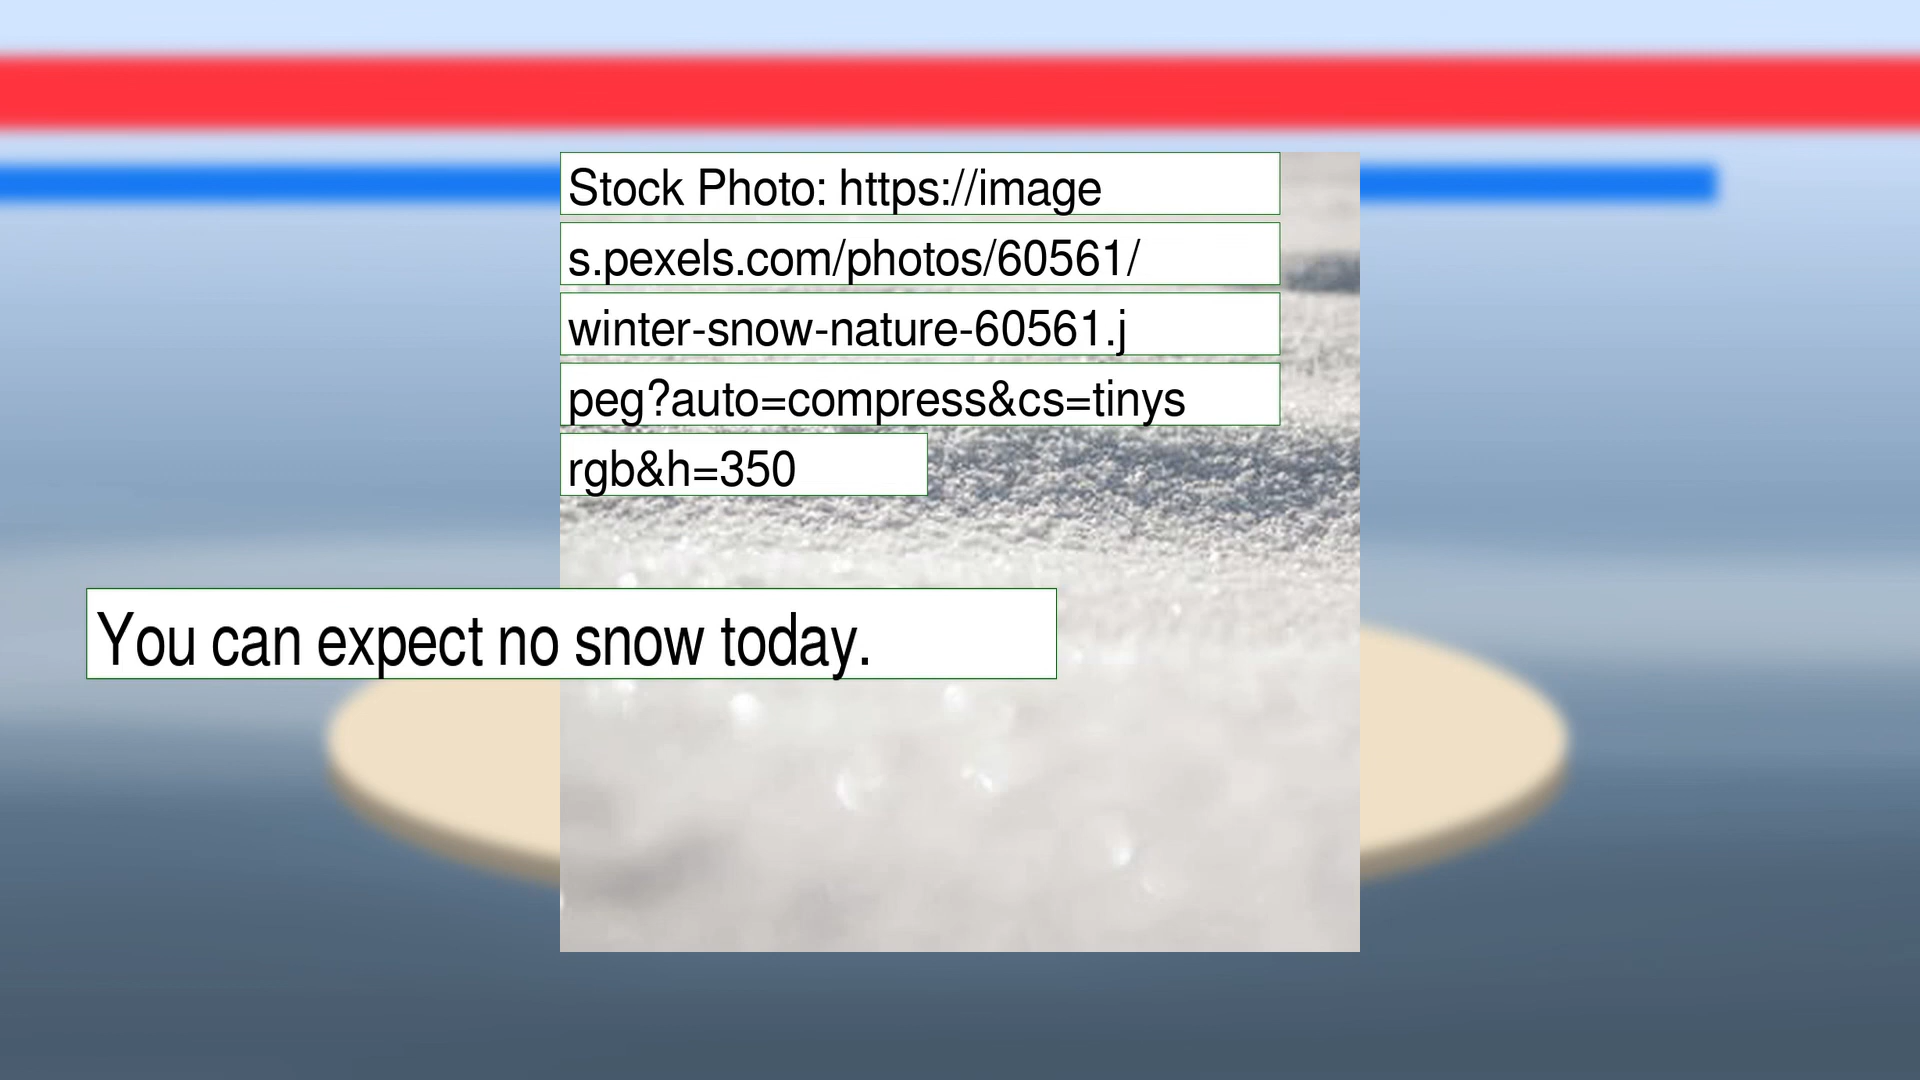 Stock Photo: https://image
s.pexels.com/photos/60561/
winter-snow-nature-60561.j
peg?auto=compress&cs=tinys
rgb&h=350
You can expect no snow today.